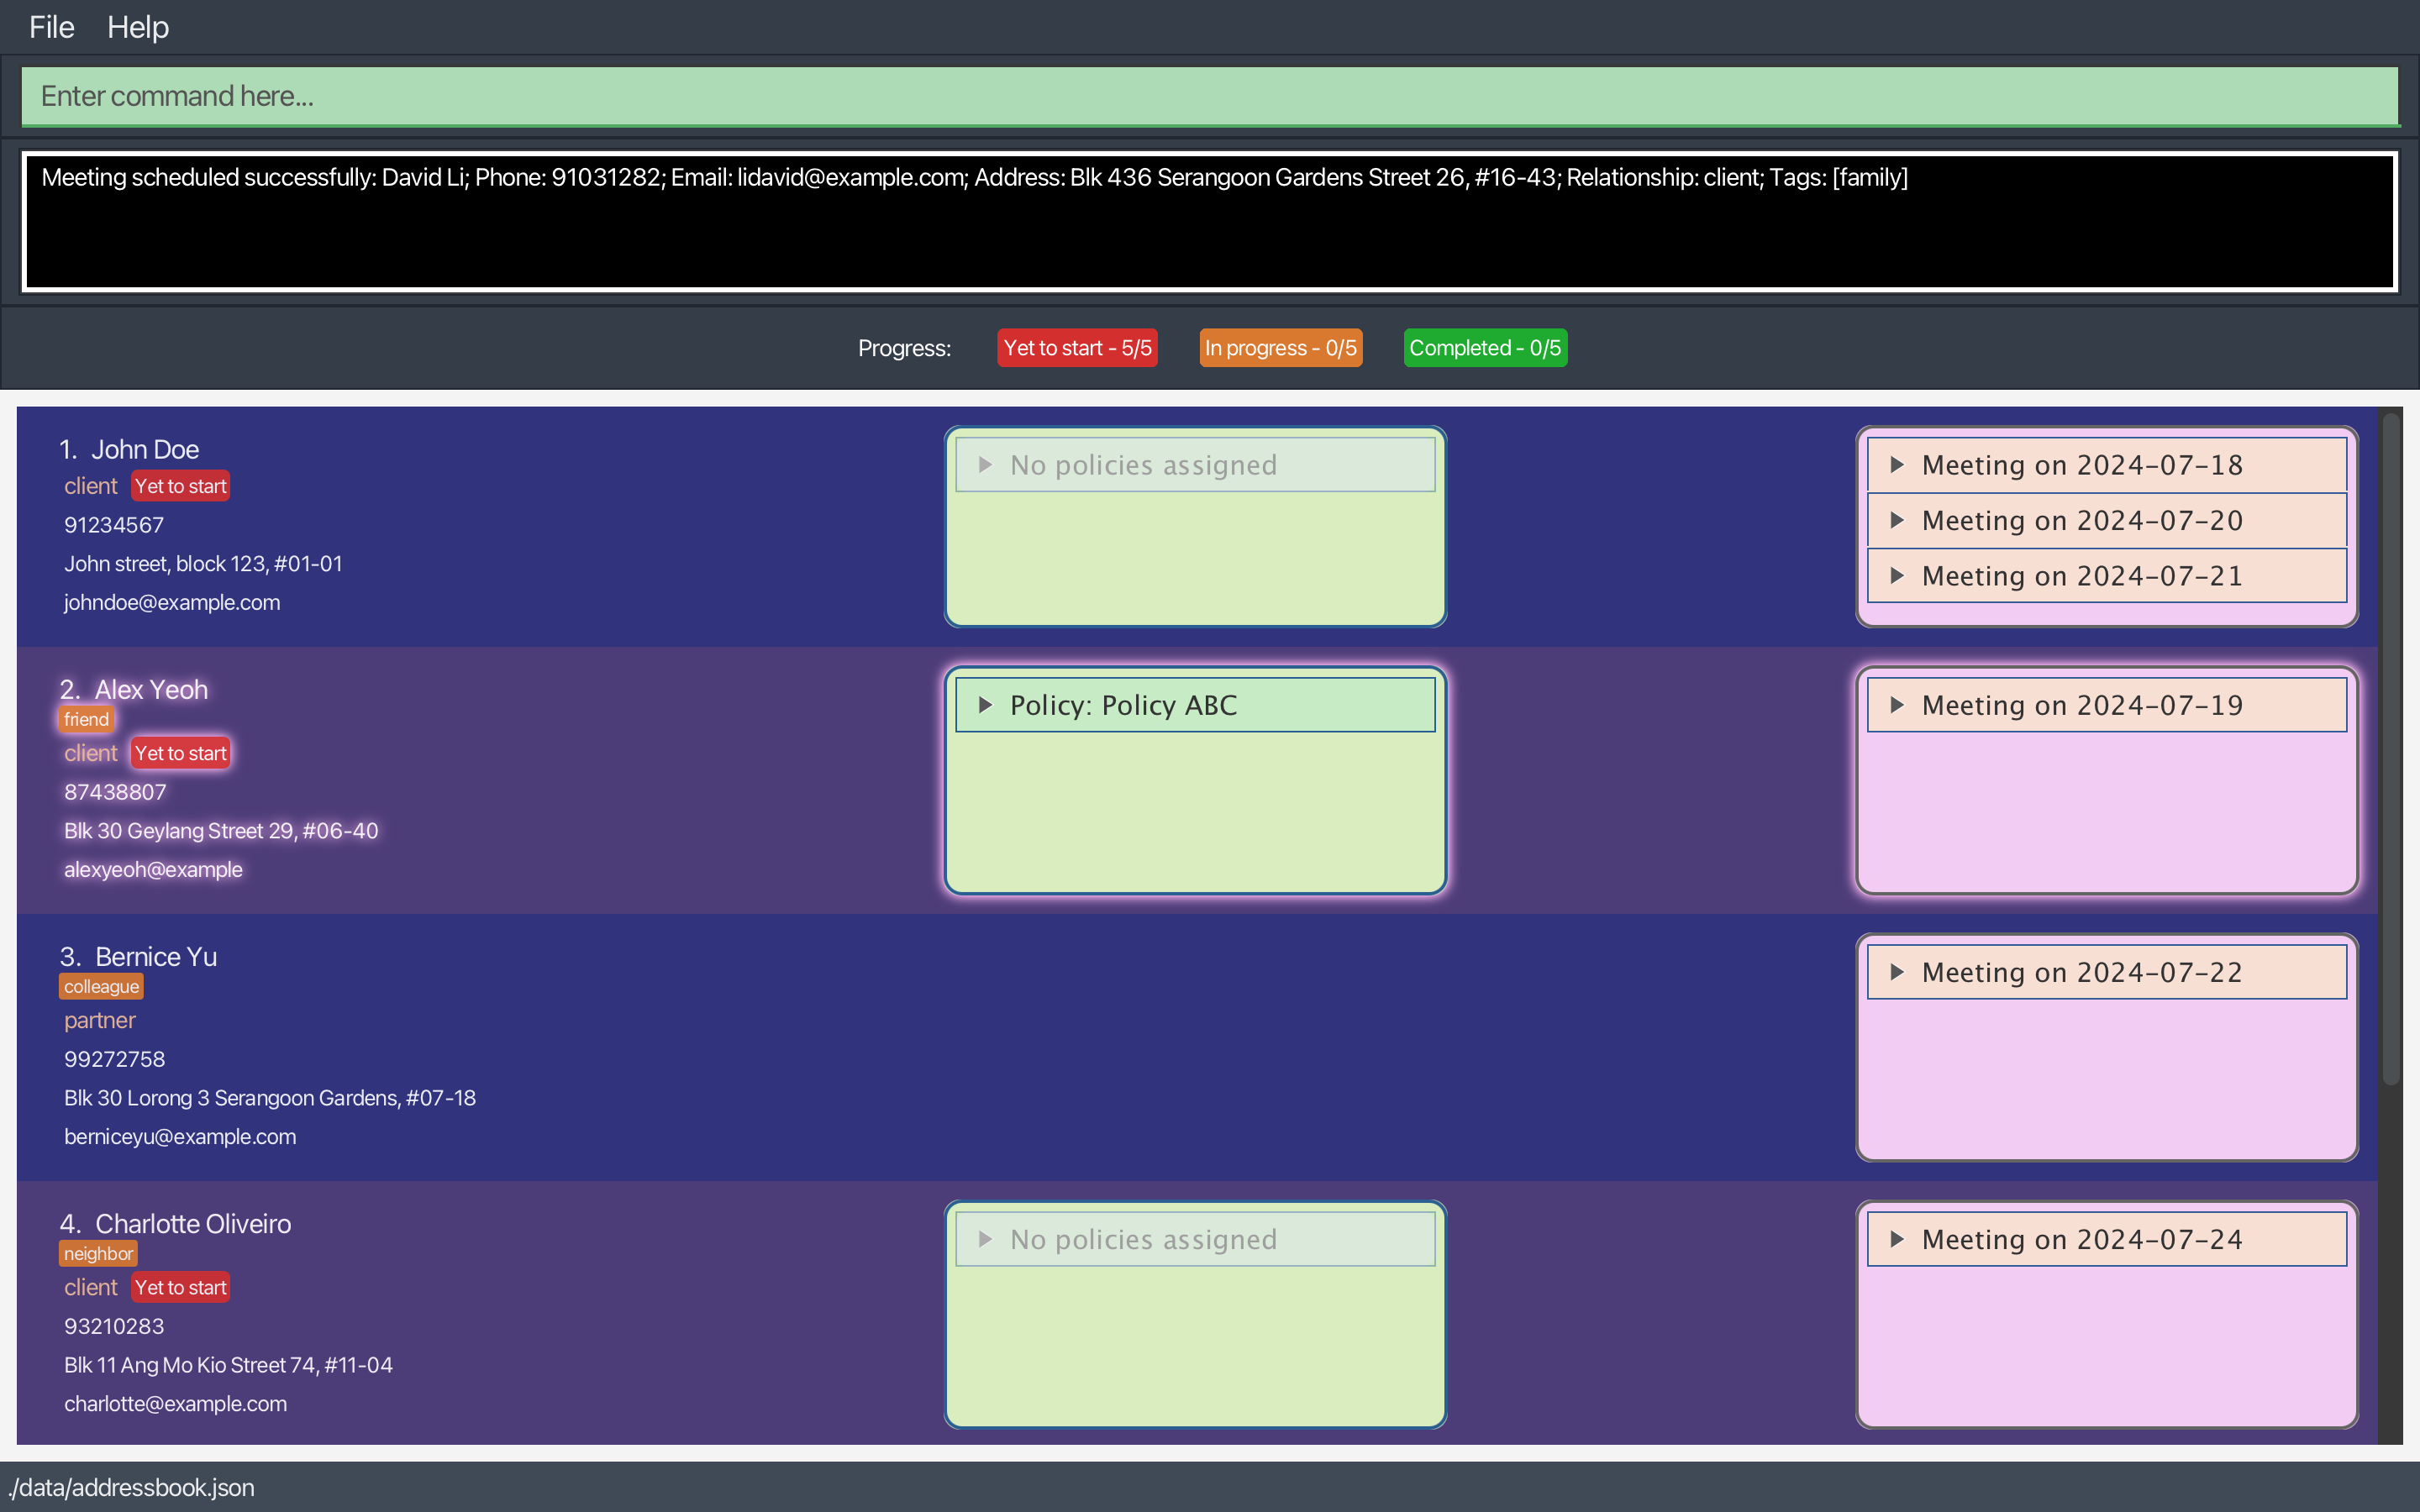 File Help
Enter command here...
Meeting scheduled successfully: David Li; Phone: 91031282; Email: lidavid@example.com; Address: Blk 436 Serangoon Gardens Street 26, #16-43; Relationship: client; Tags: [family]
Progress: Yet to start - 5/5 In progress - 0/5 Completed - 0/5
1. John Doe
client Yet to start
91234567
John street, block 123, #01-01
johndoe@example.com
No policies assigned
Meeting on 2024-07-18
Meeting on 2024-07-20
Meeting on 2024-07-21
2. Alex Yeoh
friend
client Yet to start
87438807
Blk 30 Geylang Street 29, #06-40
alexyeoh@example
Policy: Policy ABC
Meeting on 2024-07-19
3. Bernice Yu
colleague
partner
99272758
Blk 30 Lorong 3 Serangoon Gardens, #07-18
berniceyu@example.com
Meeting on 2024-07-22
4. Charlotte Oliveiro
neighbor
client Yet to start
93210283
Blk 11 Ang Mo Kio Street 74, #11-04
charlotte@example.com
No policies assigned
Meeting on 2024-07-24
./data/addressbook.json